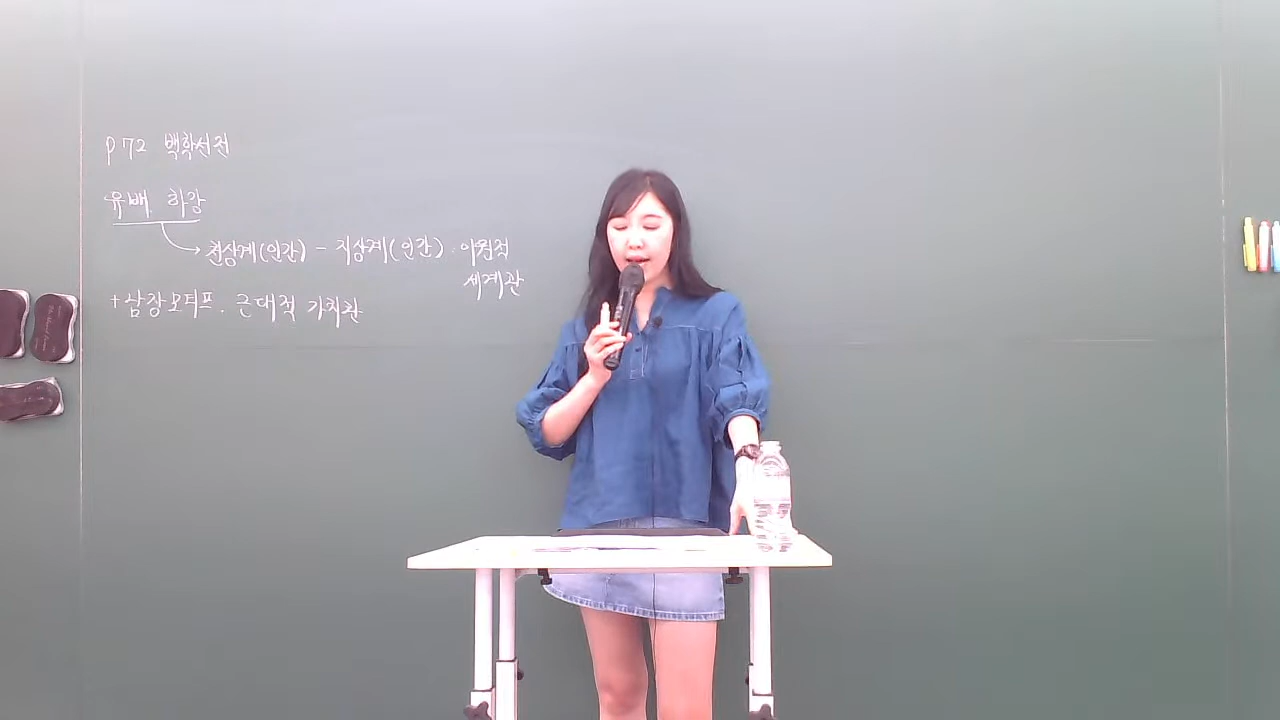 p72 백학선전
유배. 하강
천상계(인간) - 지상계(인간). 이원적
세계관
+ 남장모티프. 근대적 가치관